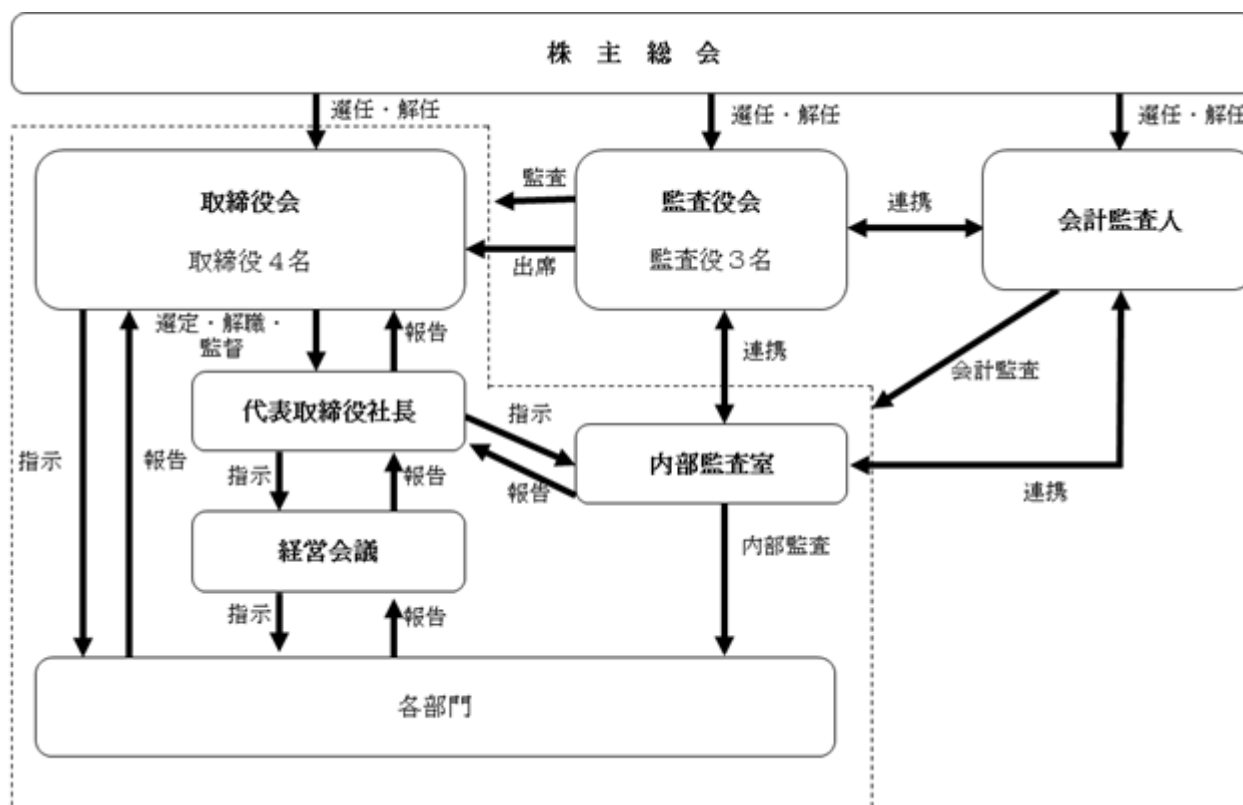 株 主 総 会
選任・解任
選任・解任
選任・解任
取締役会
取締役４名
監査
出席
監査役会
監査役３名
連携
会計監査人
選定・解職・
監督
報告
連携
会計監査
代表取締役社長
指示
報告
内部監査室
連携
指示
報告
指示
報告
経営会議
内部監査
指示
報告
各部門